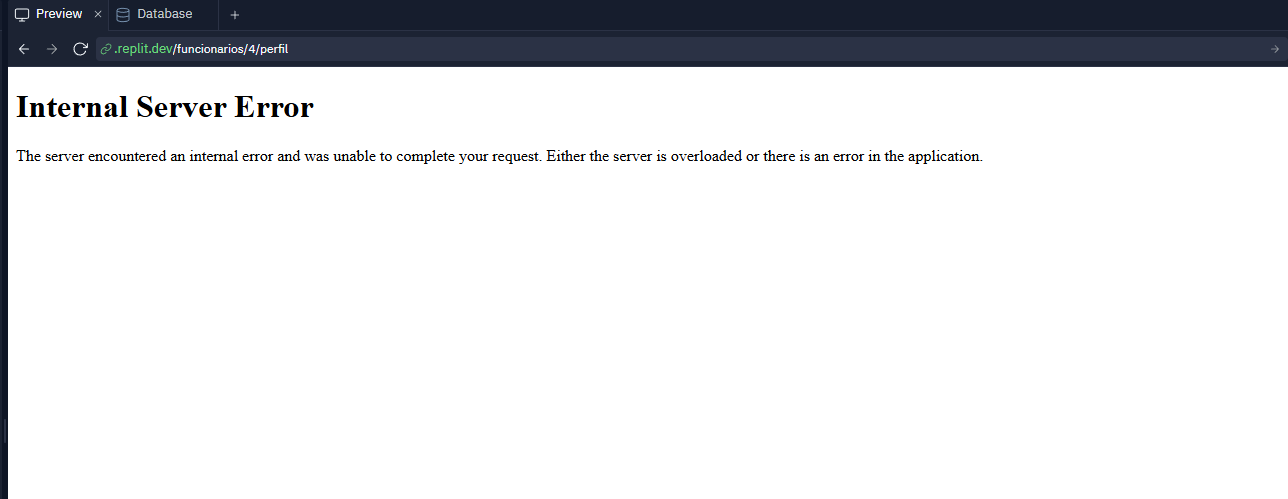 Preview × Database +
.replit.dev/funcionarios/4/perfil
Internal Server Error
The server encountered an internal error and was unable to complete your request. Either the server is overloaded or there is an error in the application.